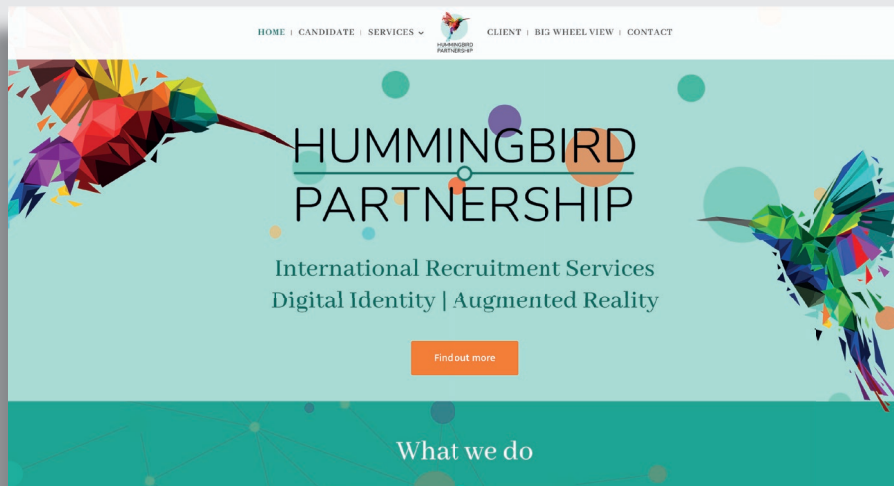 HOME | CANDIDATE | SERVICES
HUMMINGBIRD
PARTNERSHIP
CLIENT | BIG WHEEL VIEW | CONTACT
HUMMINGBIRD
PARTNERSHIP
International Recruitment Services
Digital Identity | Augmented Reality
Find out more
What we do